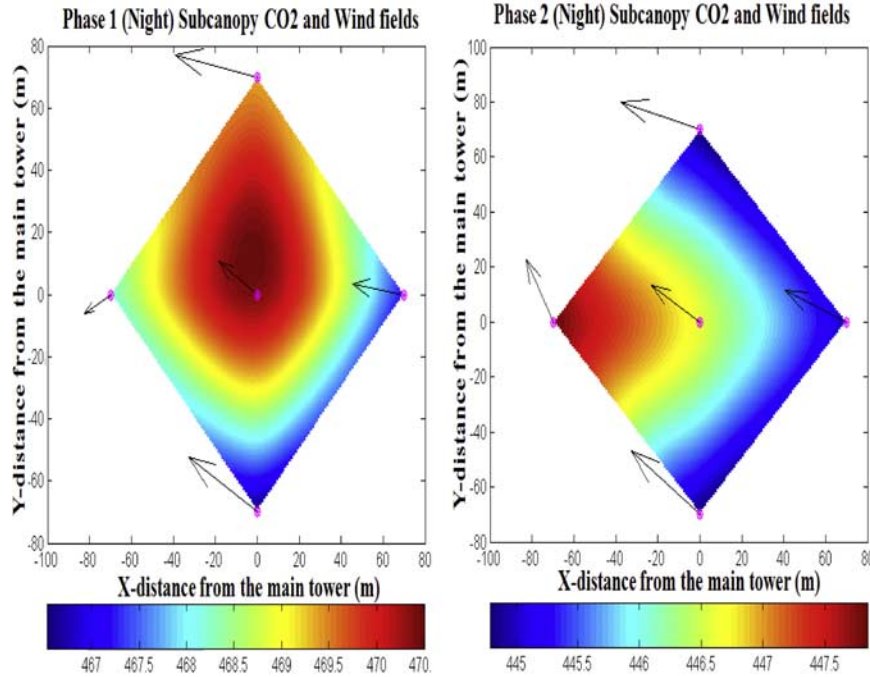 Phase 1 (Night) Subcanopy CO2 and Wind fields
Y-distance from the main tower (m)
80
60
40
20
0
-20
-40
-60
-80
-100 -80 -60 -40 -20 0 20 40 60 80
X-distance from the main tower (m)
467 467.5 468 468.5 469 469.5 470 470.
Phase 2 (Night) Subcanopy CO2 and Wind fields
Y-distance from the main tower (m)
100
80
60
40
20
0
-20
-40
-60
-80
-100 -80 -60 -40 -20 0 20 40 60 80
X-distance from the main tower (m)
445 445.5 446 446.5 447 447.5